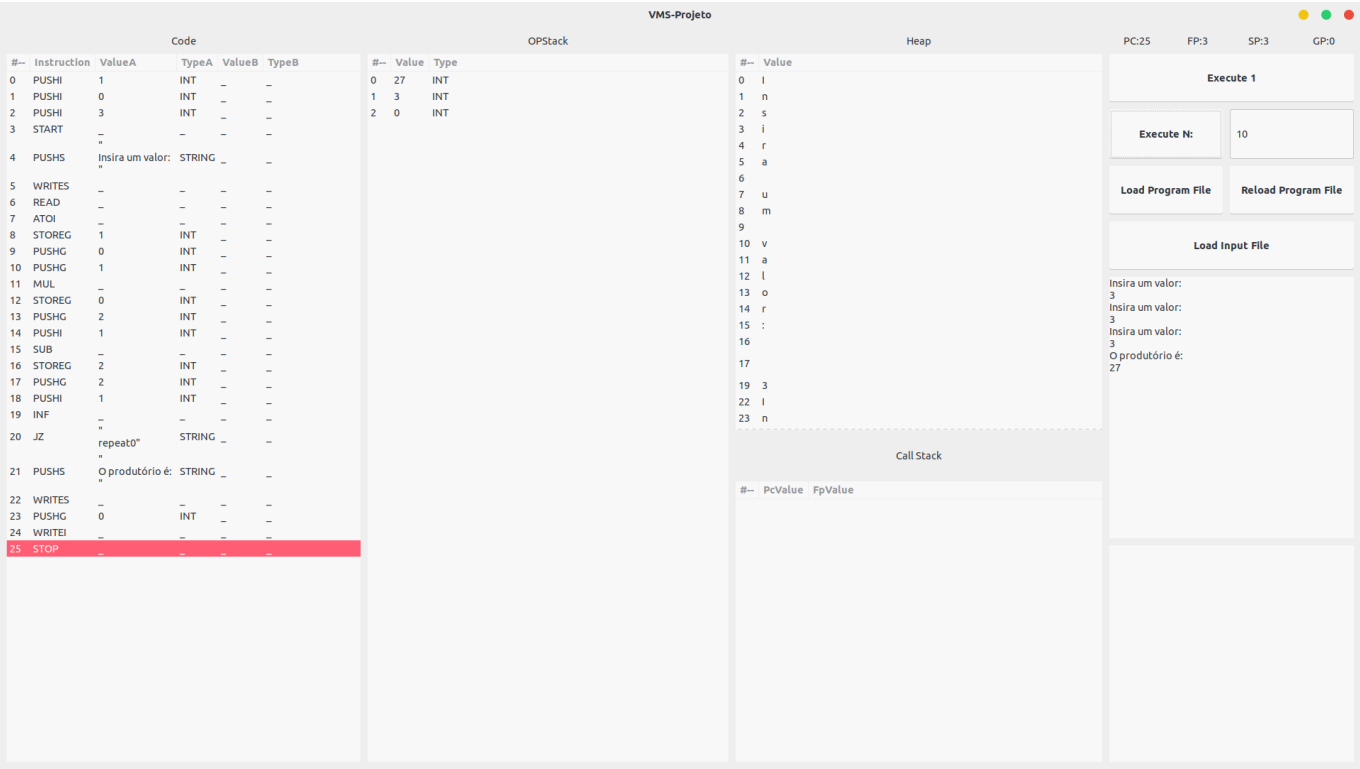 VMS-Projeto
Code
#-- Instruction ValueA TypeA ValueB TypeB
0 PUSHI 1 INT _ _
1 PUSHI 0 INT _ _
2 PUSHI 3 INT _ _
3 START _ _ _ _
"
4 PUSHS Insira um valor: STRING _ _
"
5 WRITES _ _ _ _
6 READ _ _ _ _
7 ATOI _ _ _ _
8 STOREG 1 INT _ _
9 PUSHG 0 INT _ _
10 PUSHG 1 INT _ _
11 MUL _ _ _ _
12 STOREG 0 INT _ _
13 PUSHG 2 INT _ _
14 PUSHI 1 INT _ _
15 SUB _ _ _ _
16 STOREG 2 INT _ _
17 PUSHG 2 INT _ _
18 PUSHI 1 INT _ _
19 INF _ _ _ _
"
20 JZ repeat0" STRING _ _
"
21 PUSHS O produtório é: STRING _ _
"
22 WRITES _ _ _ _
23 PUSHG 0 INT _ _
24 WRITEI _ _ _ _
25 STOP _ _ _ _
OPStack
#-- Value Type
0 27 INT
1 3 INT
2 0 INT
Heap
#-- Value
0 I
1 n
2 s
3 i
4 r
5 a
6
7 u
8 m
9
10 v
11 a
12 l
13 o
14 r
15 :
16
17
19 3
22 I
23 n
Call Stack
#-- PcValue FpValue
PC:25 FP:3 SP:3 GP:0
Execute 1
Execute N: 10
Load Program File Reload Program File
Load Input File
Insira um valor:
3
Insira um valor:
3
Insira um valor:
3
O produtório é:
27